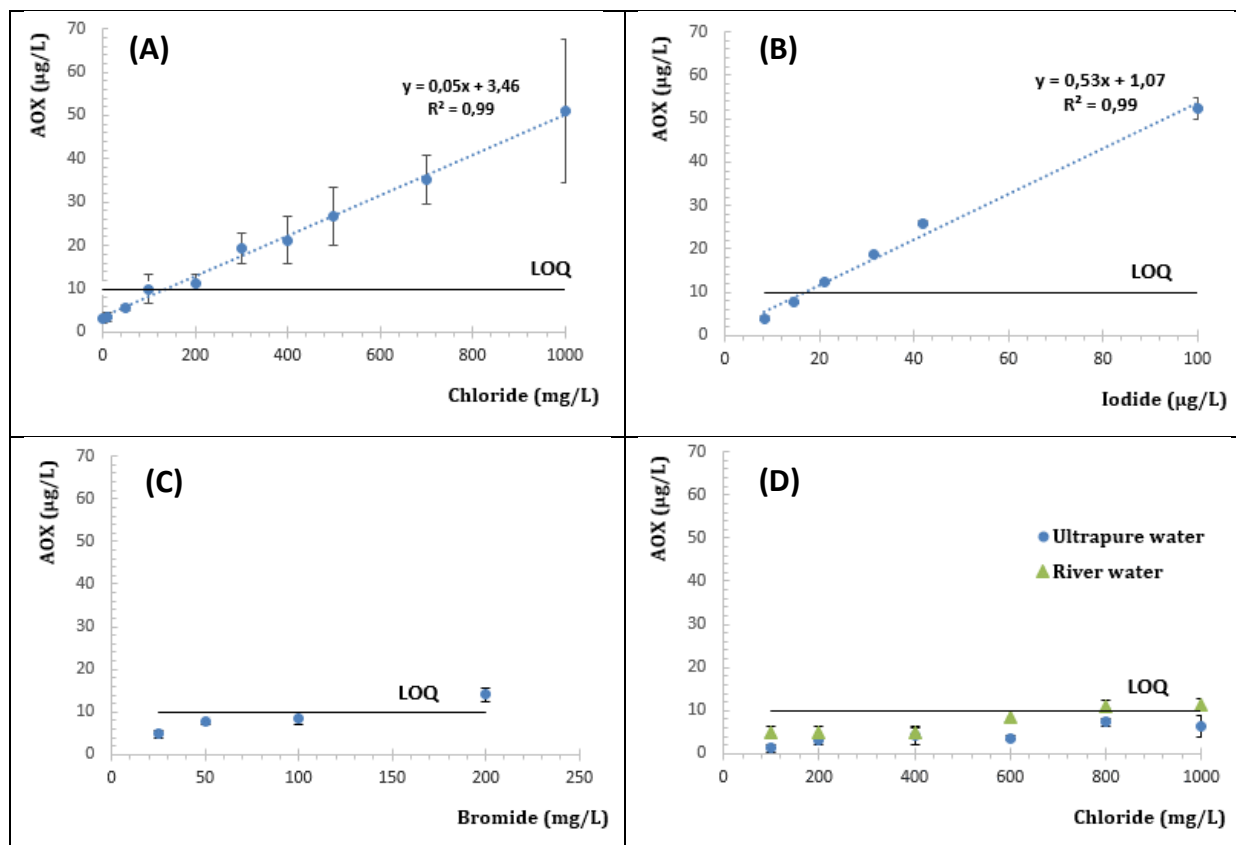 (A)
AOX (µg/L)
70
60
50
40
30
20
10
0
y = 0,05x + 3,46
R² = 0,99
LOQ
0 200 400 600 800 1000
Chloride (mg/L)
(B)
AOX (µg/L)
70
60
50
40
30
20
10
0
y = 0,53x + 1,07
R² = 0,99
LOQ
0 20 40 60 80 100
Iodide (µg/L)
(C)
AOX (µg/L)
70
60
50
40
30
20
10
0
LOQ
0 50 100 150 200 250
Bromide (mg/L)
(D)
AOX (µg/L)
70
60
50
40
30
20
10
0
Ultrapure water
River water
LOQ
0 200 400 600 800 1000
Chloride (mg/L)